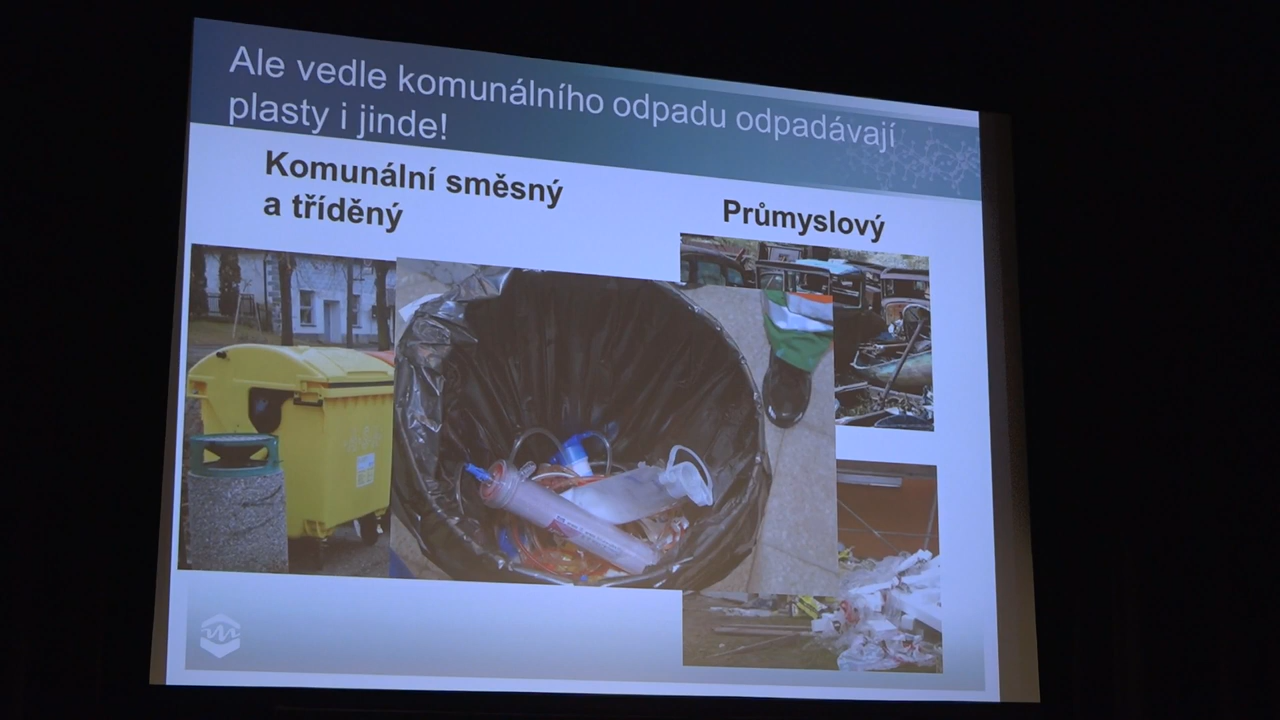 Ale vedle komunálního odpadu odpadávají
plasty i jinde!
Komunální směsný
a tříděný
Průmyslový